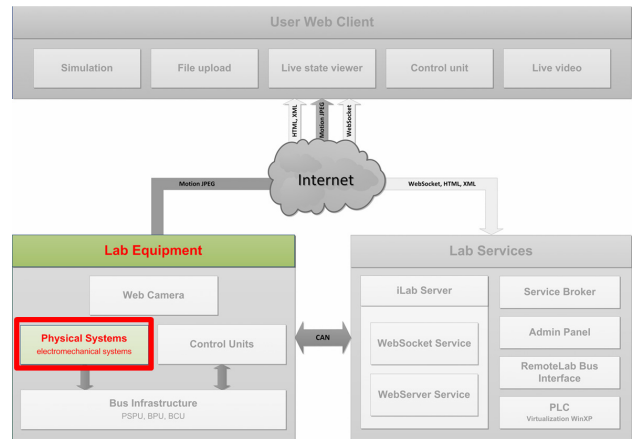 User Web Client
Simulation
File upload
Live state viewer
Control unit
Live video
HTML, XML
Motion JPEG
WebSocket
Internet
Motion JPEG
WebSocket, HTML, XML
Lab Equipment
Web Camera
Physical Systems
electromechanical systems
Control Units
Bus Infrastructure
PSPU, BPU, BCU
CAN
Lab Services
iLab Server
WebSocket Service
WebServer Service
Service Broker
Admin Panel
RemoteLab Bus
Interface
PLC
Virtualization WinXP